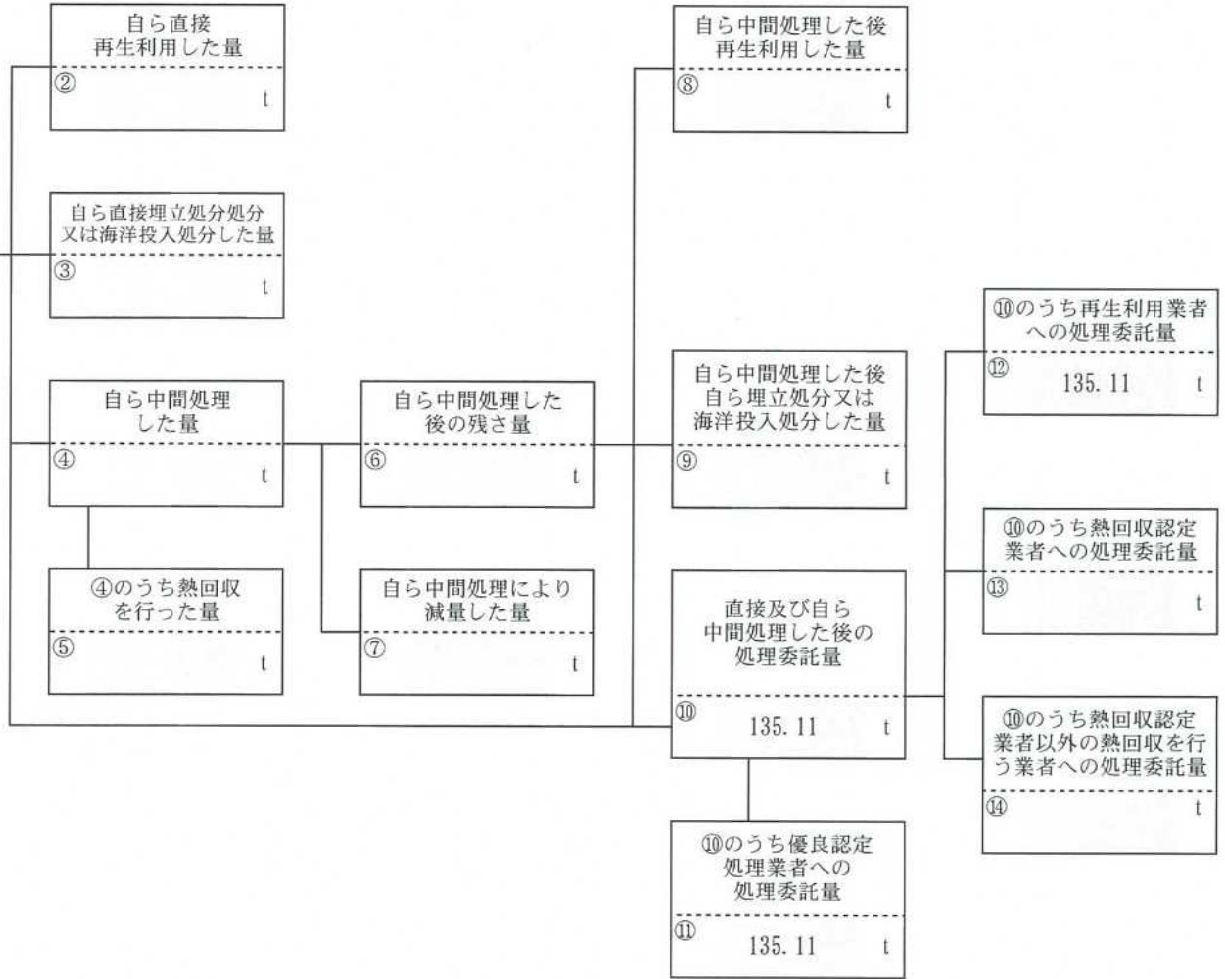 自ら直接
再生利用した量
②
t
自ら直接埋立処分処分
又は海洋投入処分した量
③
t
自ら中間処理
した量
④
t
④のうち熱回収
を行った量
⑤
t
自ら中間処理した
後の残さ量
⑥
t
自ら中間処理により
減量した量
⑦
t
自ら中間処理した後
再生利用した量
⑧
t
自ら中間処理した後
自ら埋立処分又は
海洋投入処分した量
⑨
t
直接及び自ら
中間処理した後の
処理委託量
⑩
135.11 t
⑩のうち優良認定
処理業者への
処理委託量
⑪
135.11 t
⑩のうち再生利用業者
への処理委託量
⑫
135.11 t
⑩のうち熱回収認定
業者への処理委託量
⑬
t
⑩のうち熱回収認定
業者以外の熱回収を行
う業者への処理委託量
⑭
t